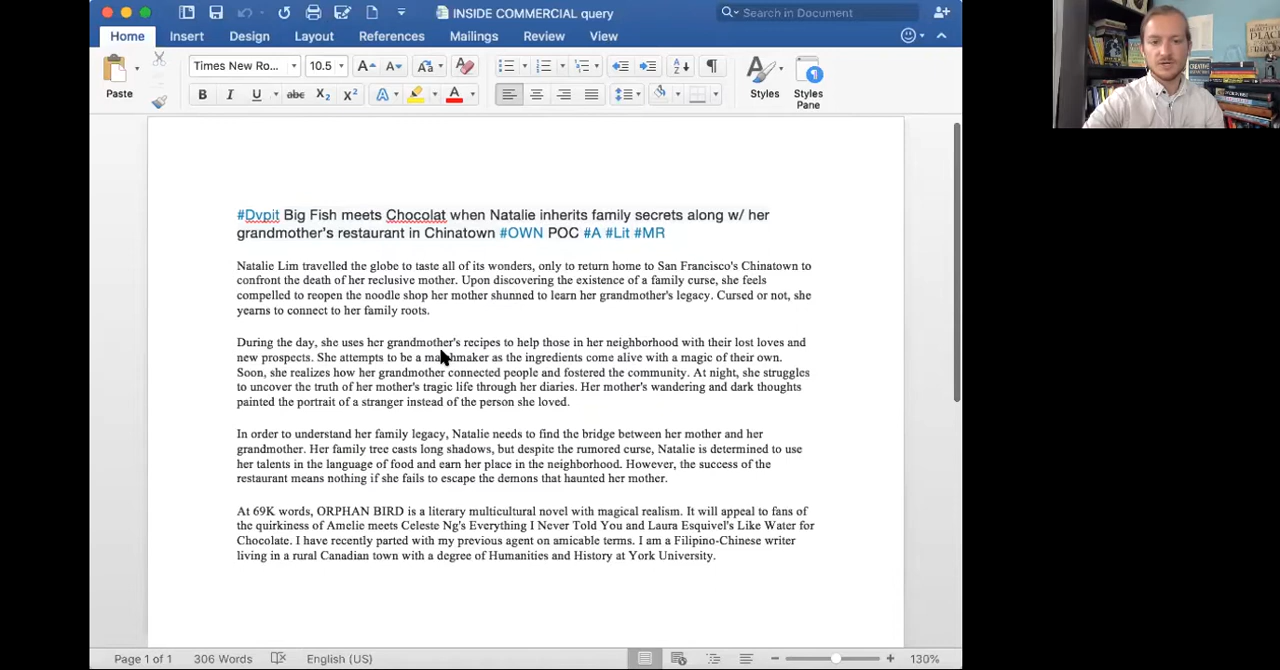 INSIDE COMMERCIAL query
Search in Document
Home Insert Design Layout References Mailings Review View
Paste
Times New Ro... 10.5
Styles
Styles Pane
#Dvpit Big Fish meets Chocolat when Natalie inherits family secrets along w/ her
grandmother's restaurant in Chinatown #OWN POC #A #Lit #MR
Natalie Lim travelled the globe to taste all of its wonders, only to return home to San Francisco's Chinatown to
confront the death of her reclusive mother. Upon discovering the existence of a family curse, she feels
compelled to reopen the noodle shop her mother shunned to learn her grandmother's legacy. Cursed or not, she
yearns to connect to her family roots.
During the day, she uses her grandmother's recipes to help those in her neighborhood with their lost loves and
new prospects. She attempts to be a matchmaker as the ingredients come alive with a magic of their own.
Soon, she realizes how her grandmother connected people and fostered the community. At night, she struggles
to uncover the truth of her mother's tragic life through her diaries. Her mother's wandering and dark thoughts
painted the portrait of a stranger instead of the person she loved.
In order to understand her family legacy, Natalie needs to find the bridge between her mother and her
grandmother. Her family tree casts long shadows, but despite the rumored curse, Natalie is determined to use
her talents in the language of food and earn her place in the neighborhood. However, the success of the
restaurant means nothing if she fails to escape the demons that haunted her mother.
At 69K words, ORPHAN BIRD is a literary multicultural novel with magical realism. It will appeal to fans of
the quirkiness of Amelie meets Celeste Ng's Everything I Never Told You and Laura Esquivel's Like Water for
Chocolate. I have recently parted with my previous agent on amicable terms. I am a Filipino-Chinese writer
living in a rural Canadian town with a degree of Humanities and History at York University.
Page 1 of 1 306 Words English (US) 130%